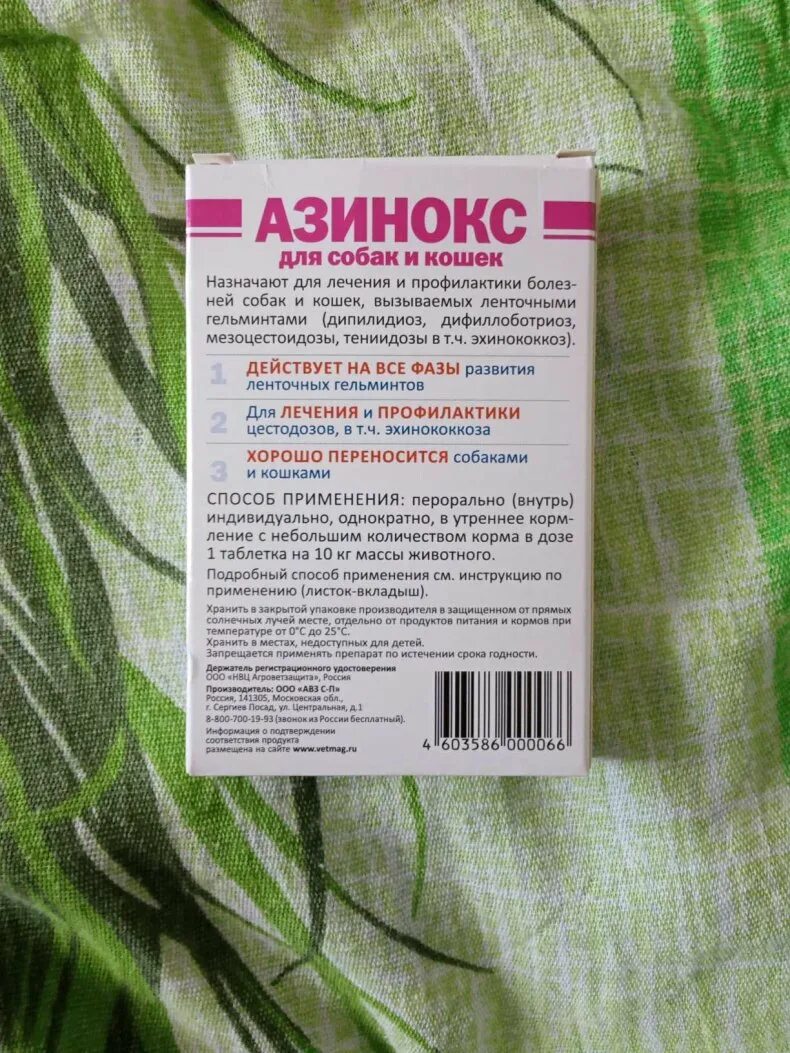 АЗИНОКС
для собак и кошек
Назначают для лечения и профилактики болез-
ней собак и кошек, вызываемых ленточными
гельминтами (дипилидиоз, дифиллоботриоз,
мезоцестоидозы, тениидозы в т.ч. эхинококкоз).
1 ДЕЙСТВУЕТ НА ВСЕ ФАЗЫ развития
ленточных гельминтов
2 Для ЛЕЧЕНИЯ и ПРОФИЛАКТИКИ
цестодозов, в т.ч. эхинококкоза
3 ХОРОШО ПЕРЕНОСИТСЯ собаками
и кошками
СПОСОБ ПРИМЕНЕНИЯ: перорально (внутрь)
индивидуально, однократно, в утреннее корм-
ление с небольшим количеством корма в дозе
1 таблетка на 10 кг массы животного.
Подробный способ применения см. инструкцию по
применению (листок-вкладыш).
Хранить в закрытой упаковке производителя в защищенном от прямых
солнечных лучей месте, отдельно от продуктов питания и кормов при
температуре от 0°С до 25°С.
Хранить в местах, недоступных для детей.
Запрещается применять препарат по истечении срока годности.
Держатель регистрационного удостоверения
ООО «НВЦ Агроветзащита», Россия
Производитель: ООО «АВЗ С-П»
Россия, 141305, Московская обл.,
г. Сергиев Посад, ул. Центральная, д.1
8-800-700-19-93 (звонок из России бесплатный).
Информация о подтверждении
соответствия продукта
размещена на сайте www.vetmag.ru
4 603586 000066